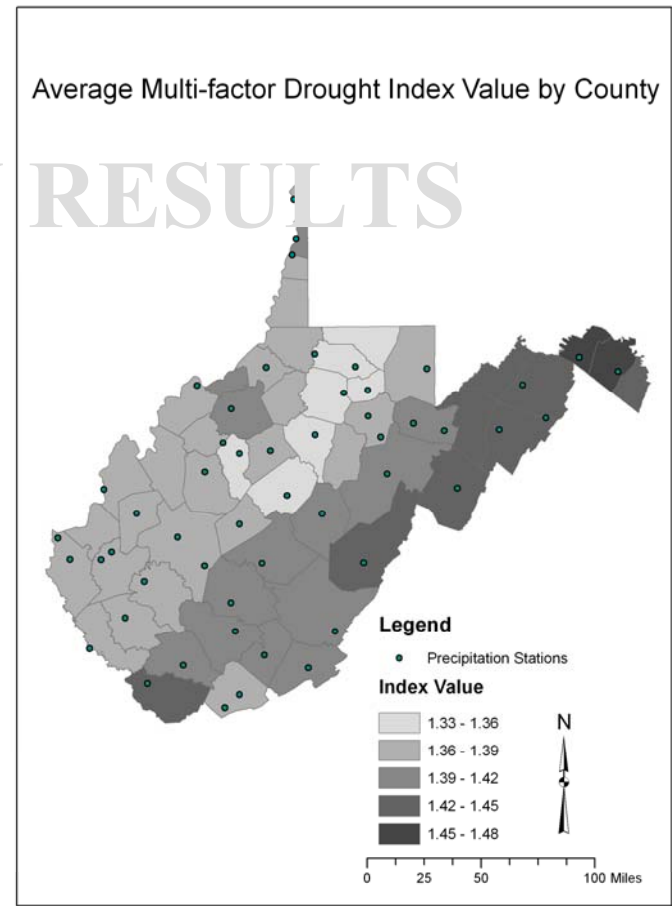 Average Multi-factor Drought Index Value by County
RESULTS
Legend
Precipitation Stations
Index Value
1.33 - 1.36
1.36 - 1.39
1.39 - 1.42
1.42 - 1.45
1.45 - 1.48
N
0 25 50 100 Miles